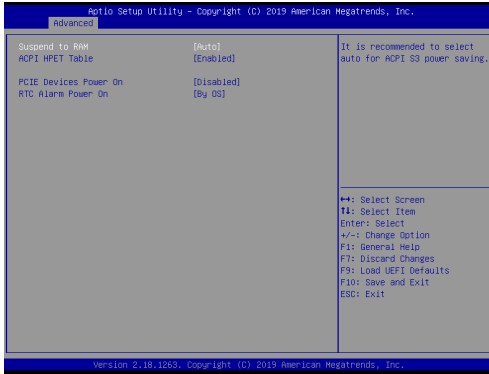 Aptio Setup Utility – Copyright (C) 2019 American Megatrends, Inc.
Advanced
Suspend to RAM [Auto]
ACPI HPET Table [Enabled]
PCIE Devices Power On [Disabled]
RTC Alarm Power On [By OS]
It is recommended to select
auto for ACPI S3 power saving.
↔: Select Screen
↑↓: Select Item
Enter: Select
+/-: Change Option
F1: General Help
F7: Discard Changes
F9: Load UEFI Defaults
F10: Save and Exit
ESC: Exit
Version 2.18.1263. Copyright (C) 2019 American Megatrends, Inc.